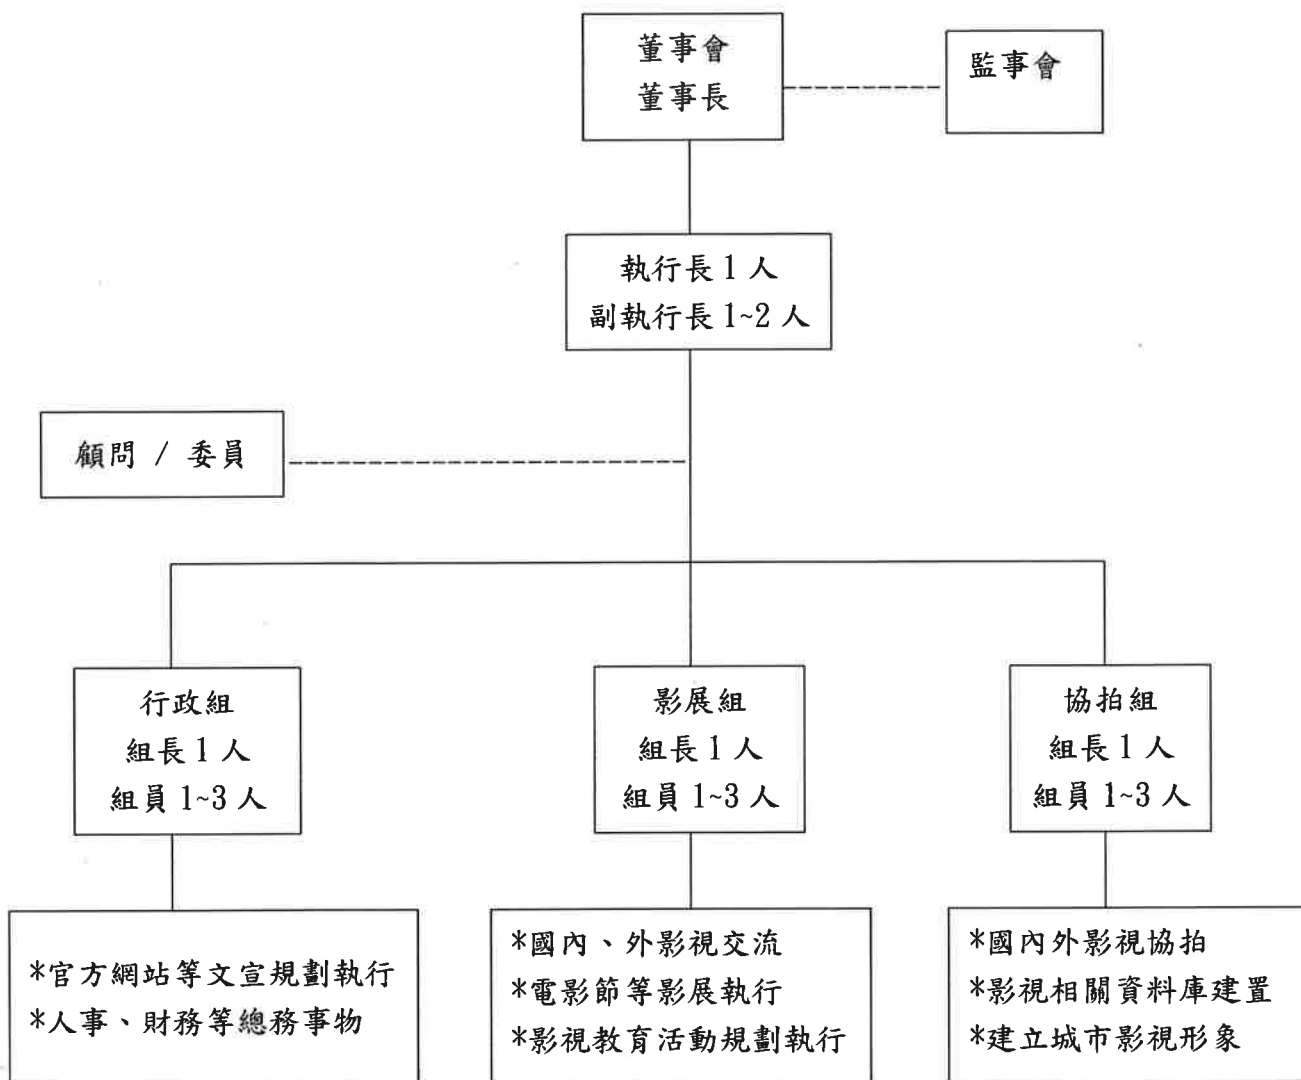 董事會
董事長
監事會
執行長 1 人
副執行長 1~2 人
顧問 / 委員
行政組
組長 1 人
組員 1~3 人
影展組
組長 1 人
組員 1~3 人
協拍組
組長 1 人
組員 1~3 人
*官方網站等文宣規劃執行
*人事、財務等總務事物
*國內、外影視交流
*電影節等影展執行
*影視教育活動規劃執行
*國內外影視協拍
*影視相關資料庫建置
*建立城市影視形象